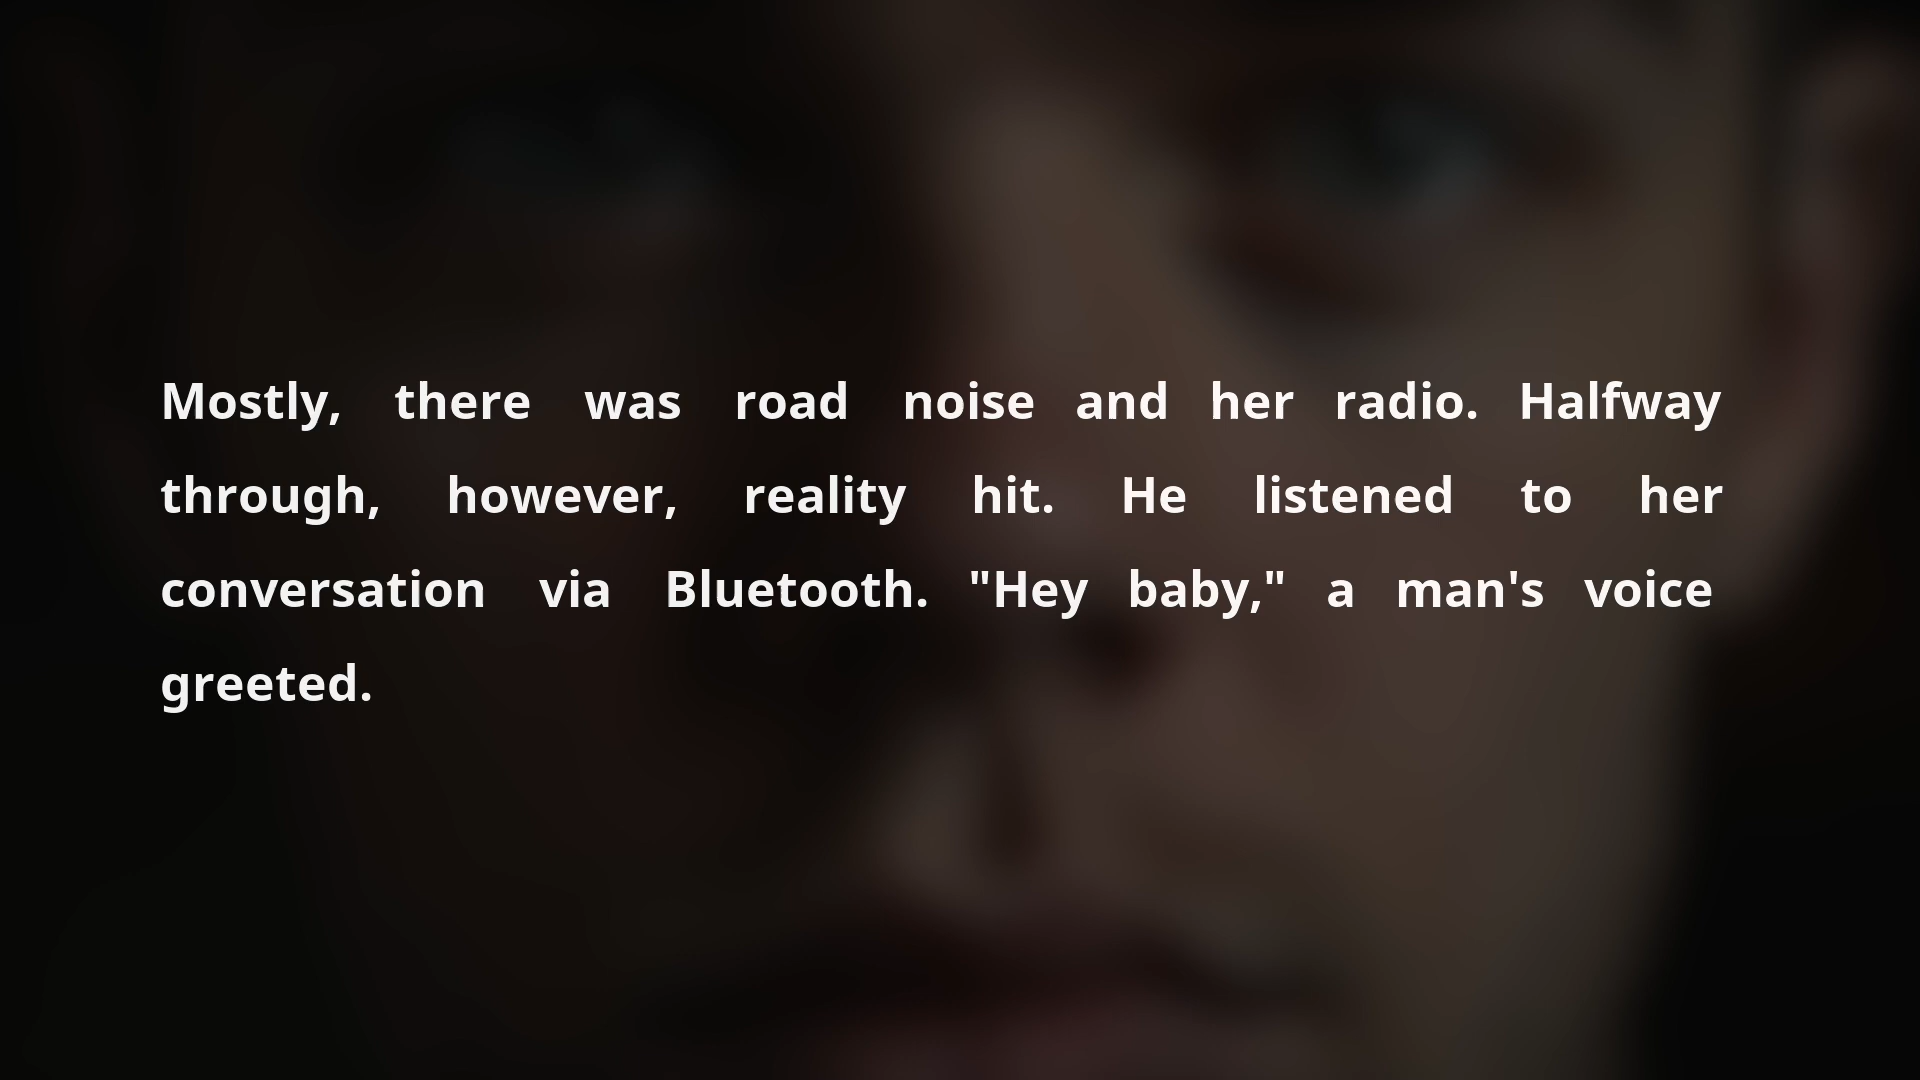 Mostly, there was road noise and her radio. Halfway
through, however, reality hit. He listened to her
conversation via Bluetooth. "Hey baby," a man's voice
greeted.